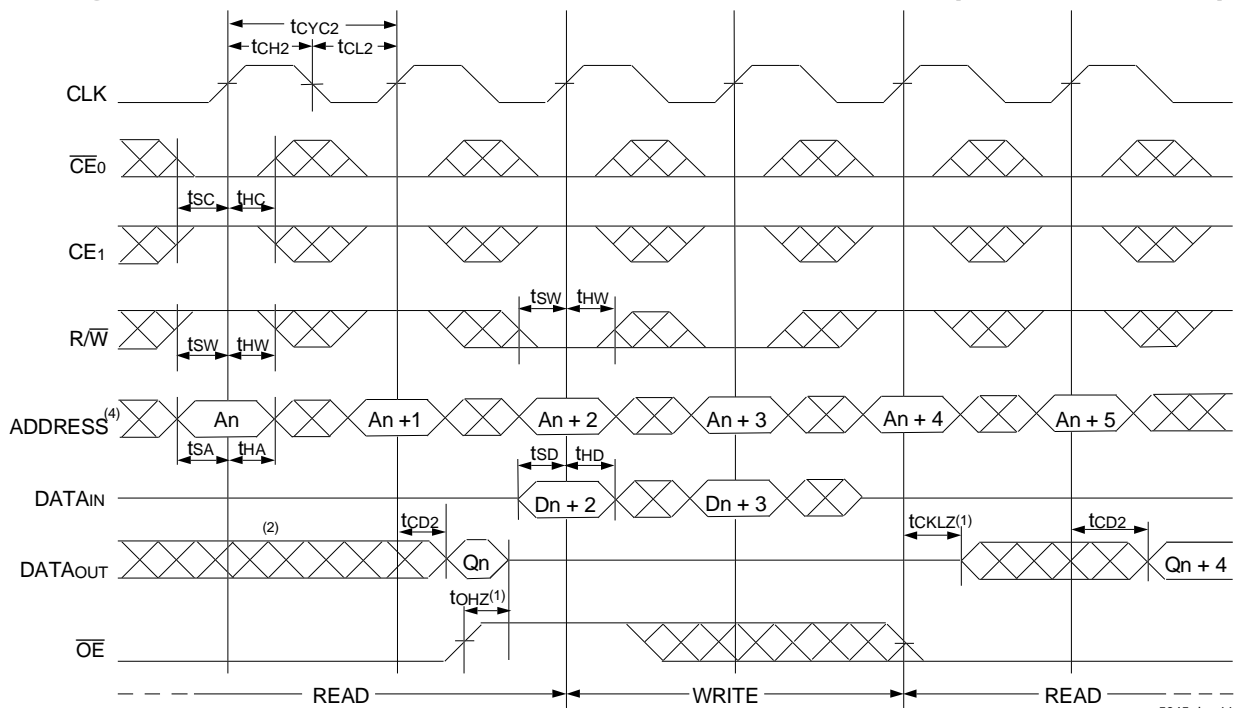 tCYC2
tCH2 tCL2
CLK
CE0
tSC tHC
CE1
tSW tHW
R/W
tSW tHW
ADDRESS(4) An An +1 An + 2 An + 3 An + 4 An + 5
tSA tHA tSD tHD
DATAIN Dn + 2 Dn + 3
(2) tCD2 tCKLZ(1) tCD2
DATAOUT Qn Qn + 4
tOHZ(1)
OE
READ WRITE READ